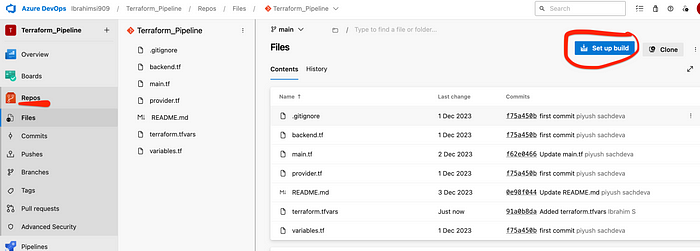 Azure DevOps Ibrahimsi909 / Terraform_Pipeline / Repos / Files / Terraform_Pipeline
Search
T Terraform_Pipeline
Overview
Boards
Repos
Files
Commits
Pushes
Branches
Tags
Pull requests
Advanced Security
Pipelines
Terraform_Pipeline
.gitignore
backend.tf
main.tf
provider.tf
README.md
terraform.tfvars
variables.tf
main / Type to find a file or folder...
Files
Set up build
Clone
Contents History
Name Last change Commits
.gitignore 1 Dec 2023 f75a450b first commit piyush sachdeva
backend.tf 1 Dec 2023 f75a450b first commit piyush sachdeva
main.tf 2 Dec 2023 f62e0466 Update main.tf piyush sachdeva
provider.tf 1 Dec 2023 f75a450b first commit piyush sachdeva
README.md 3 Dec 2023 0e98f044 Update README.md piyush sachdeva
terraform.tfvars Just now 91a0b8da Added terraform.tfvars Ibrahim S
variables.tf 1 Dec 2023 f75a450b first commit piyush sachdeva